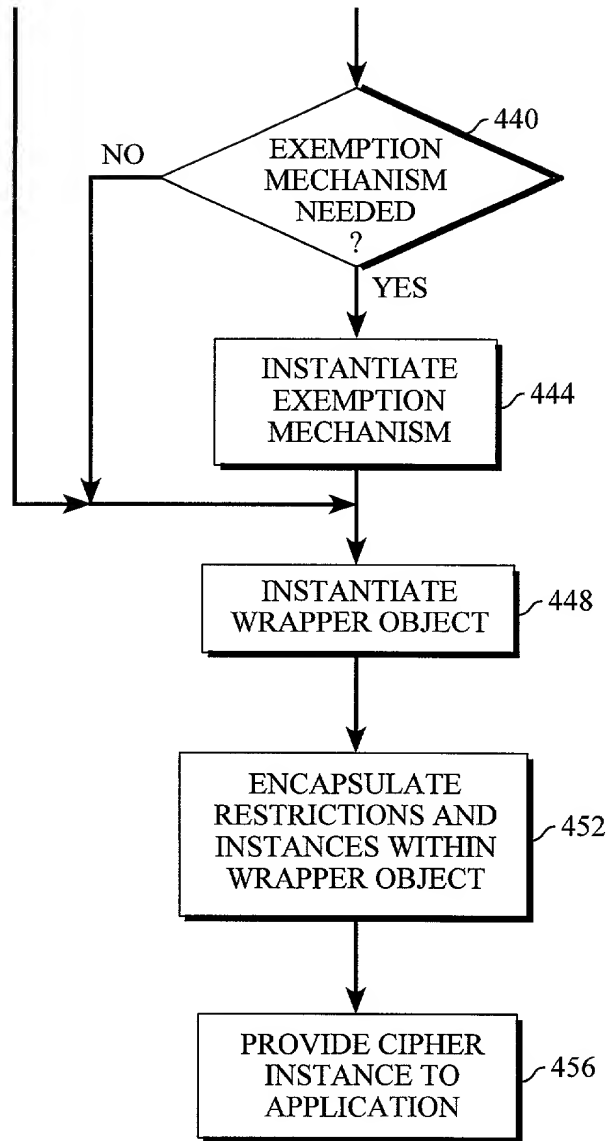 440
NO
EXEMPTION
MECHANISM
NEEDED
?
YES
INSTANTIATE
EXEMPTION
MECHANISM
444
INSTANTIATE
WRAPPER OBJECT
448
ENCAPSULATE
RESTRICTIONS AND
INSTANCES WITHIN
WRAPPER OBJECT
452
PROVIDE CIPHER
INSTANCE TO
APPLICATION
456